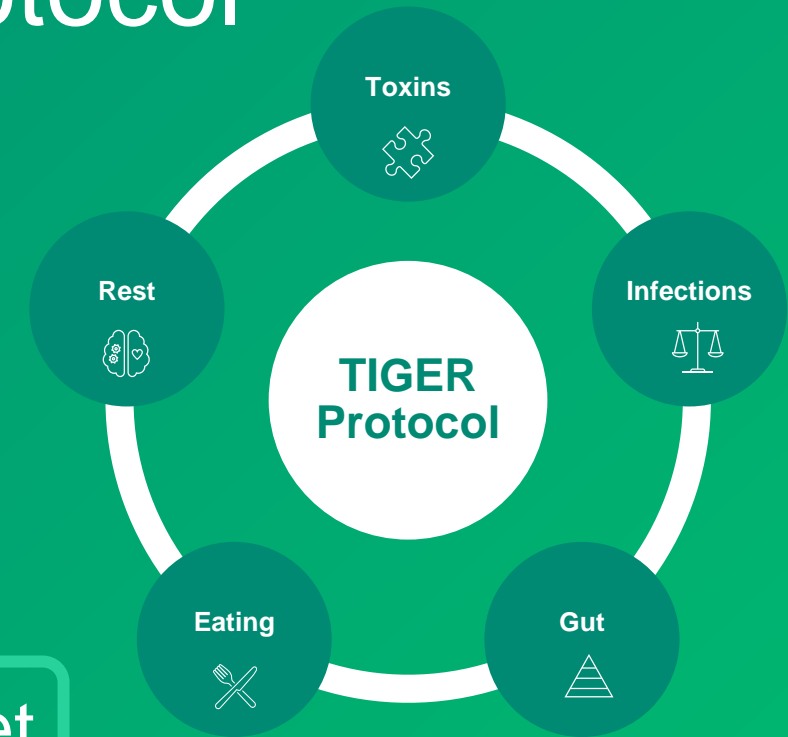 Toxins
Rest
Infections
TIGER
Protocol
Eating
Gut